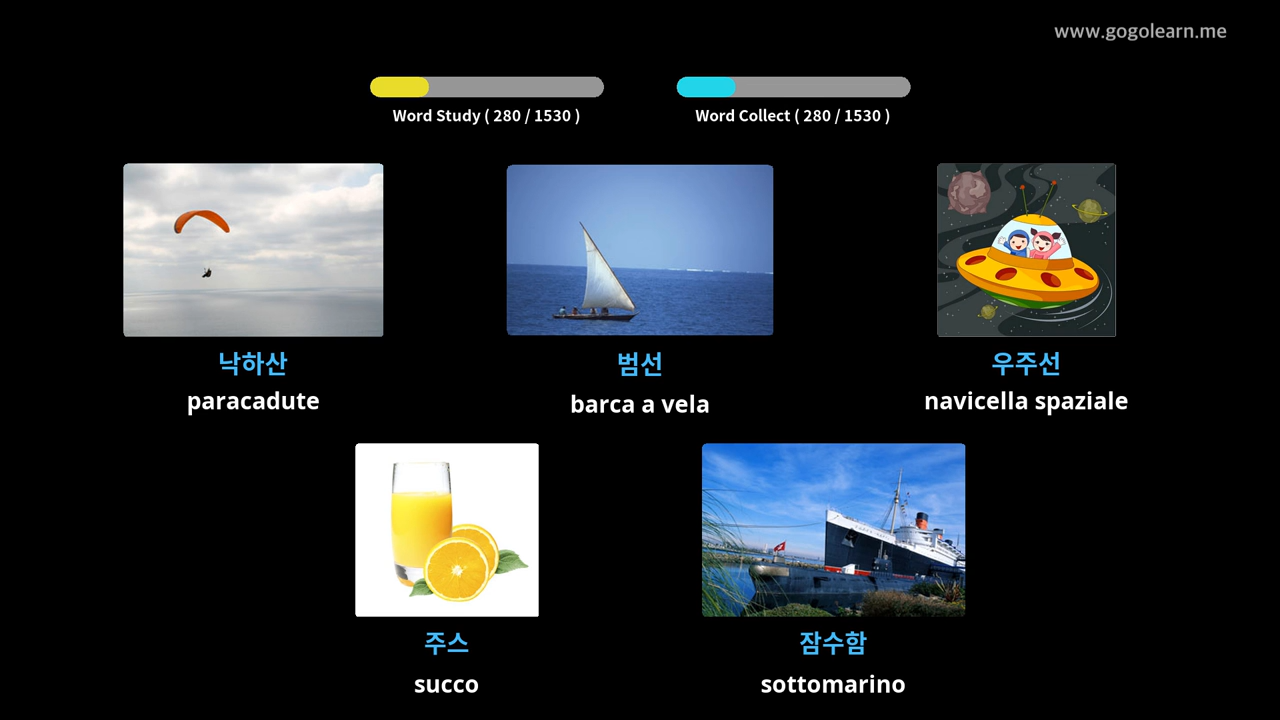 www.gogolearn.me
Word Study ( 280 / 1530 )
Word Collect ( 280 / 1530 )
낙하산
paracadute
범선
barca a vela
우주선
navicella spaziale
주스
succo
잠수함
sottomarino